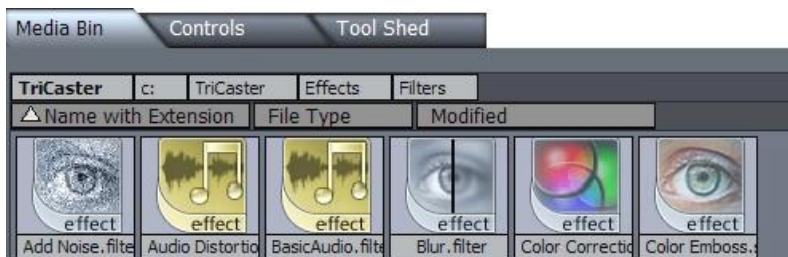 Media Bin Controls Tool Shed
TriCaster c: TriCaster Effects Filters
Name with Extension File Type Modified
effect effect effect effect effect effect
Add Noise.filte Audio Distortio BasicAudio.filte Blur.filter Color Correctio Color Emboss.s